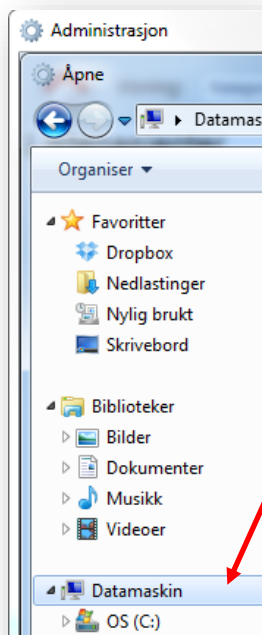 Administrasjon
Åpne
Datamas
Organiser
Favoritter
Dropbox
Nedlastinger
Nylig brukt
Skrivebord
Biblioteker
Bilder
Dokumenter
Musikk
Videoer
Datamaskin
OS (C:)